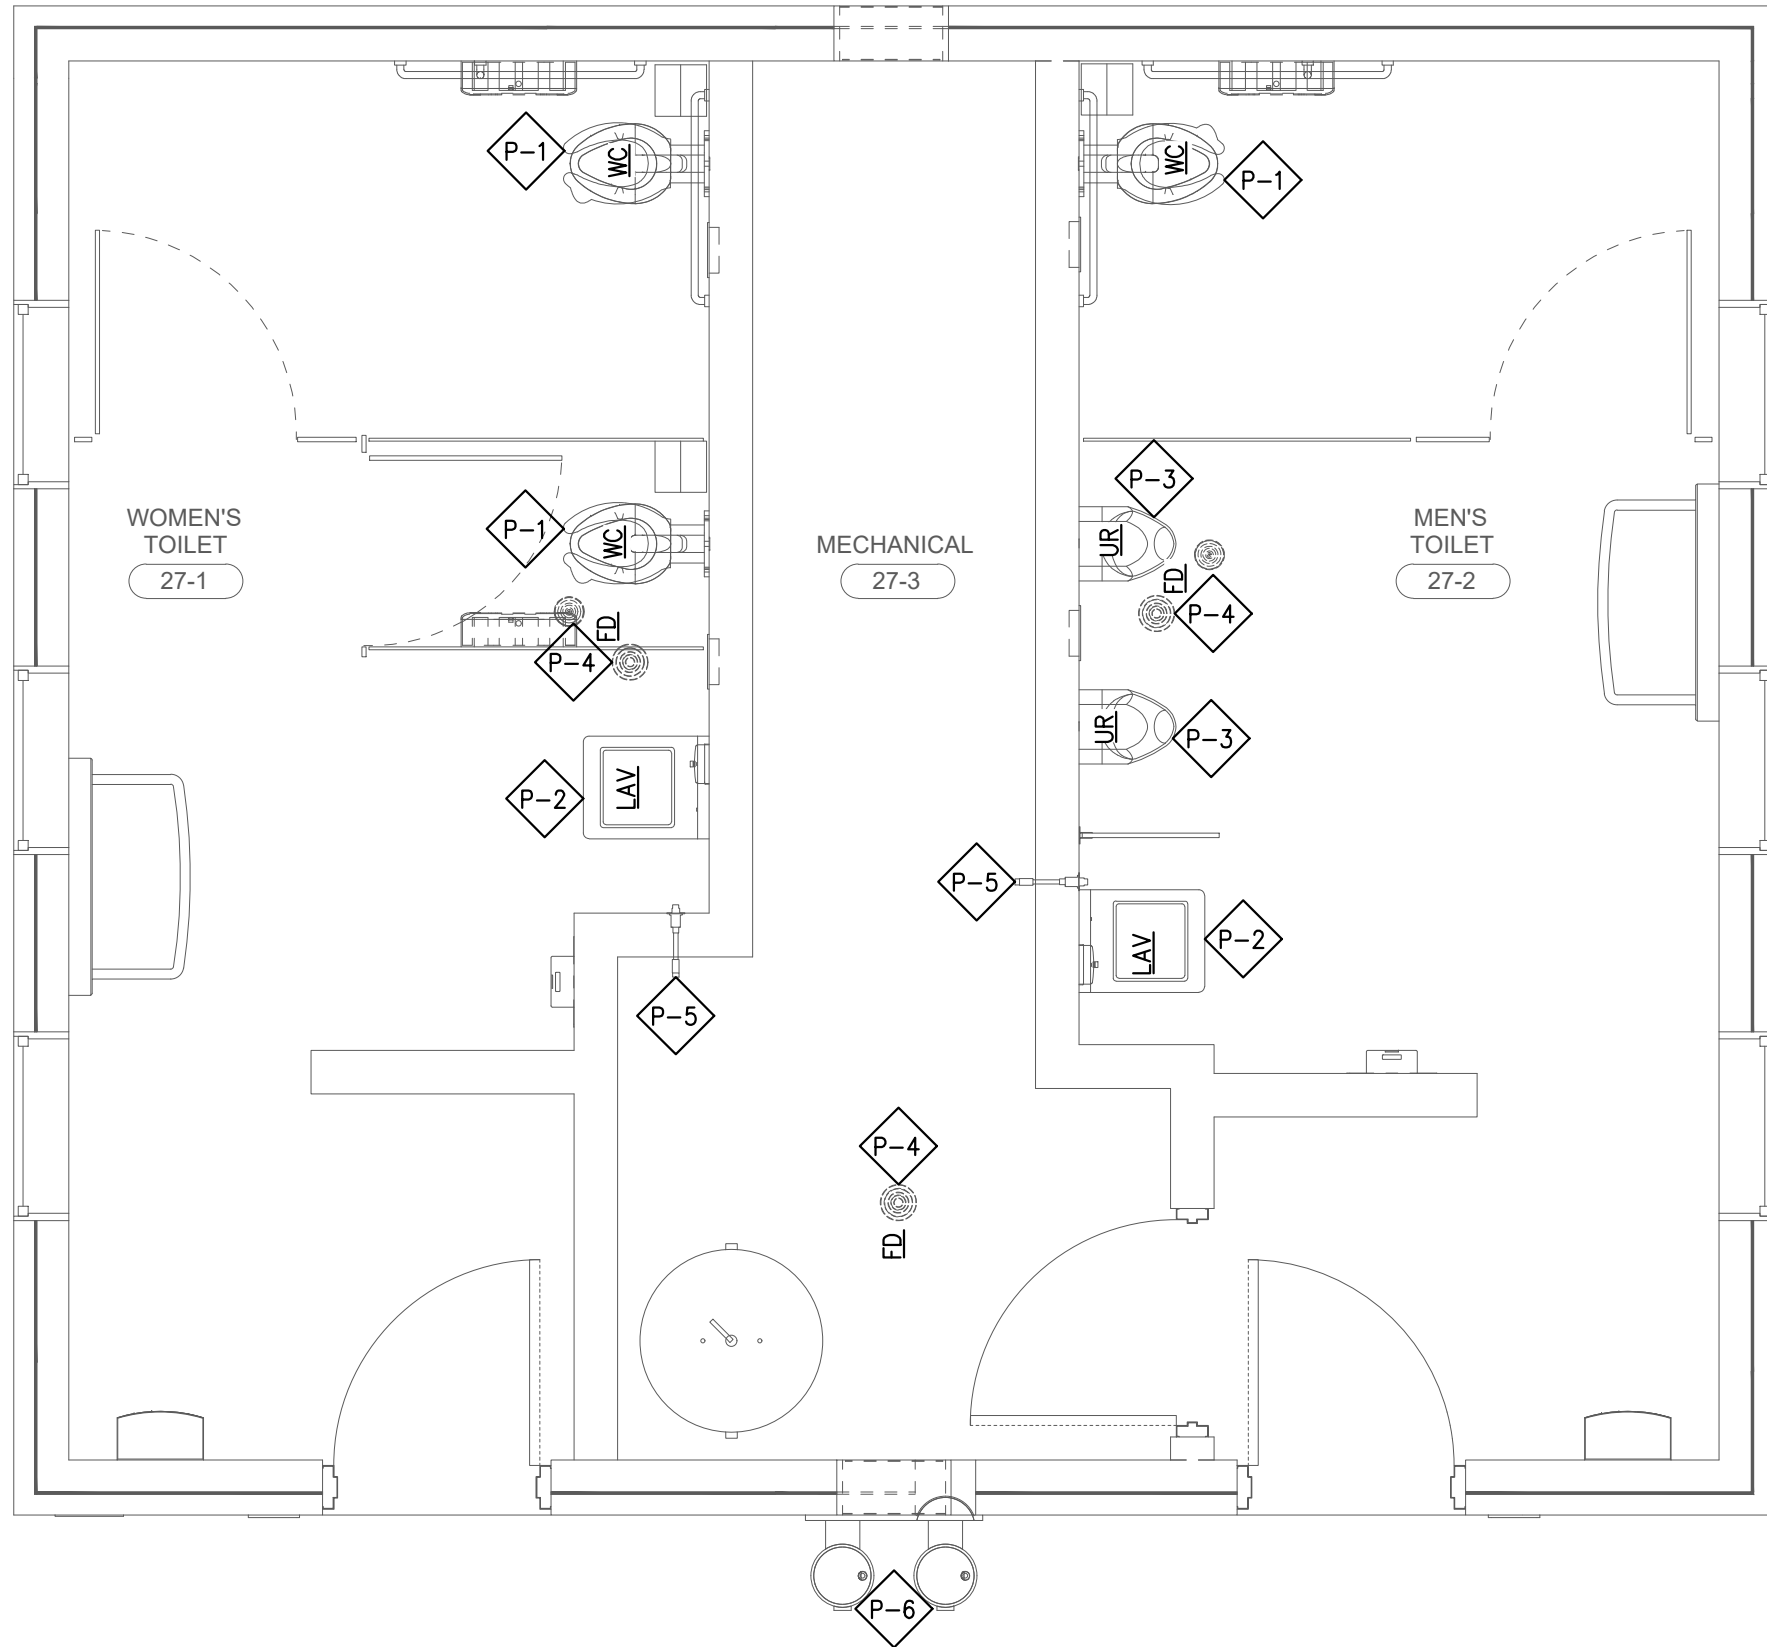 P-1
WC
WC
P-1
P-3
WOMEN'S
TOILET
27-1
P-1
WC
MECHANICAL
27-3
UR
FD
P-4
MEN'S
TOILET
27-2
FD
P-4
UR
P-3
P-2
LAV
P-5
LAV
P-2
P-5
P-4
FD
P-6